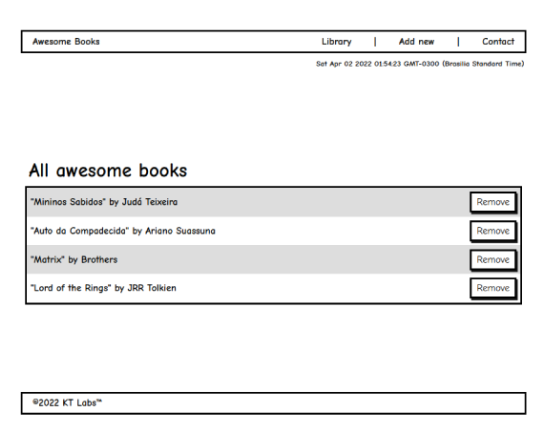 Awesome Books Library | Add new | Contact
Sat Apr 02 2022 01:54:23 GMT-0300 (Brasilia Standard Time)
All awesome books
"Mininos Sabidos" by Judá Teixeira Remove
"Auto da Compadecida" by Ariano Suassuna Remove
"Matrix" by Brothers Remove
"Lord of the Rings" by JRR Tolkien Remove
©2022 KT Labs™